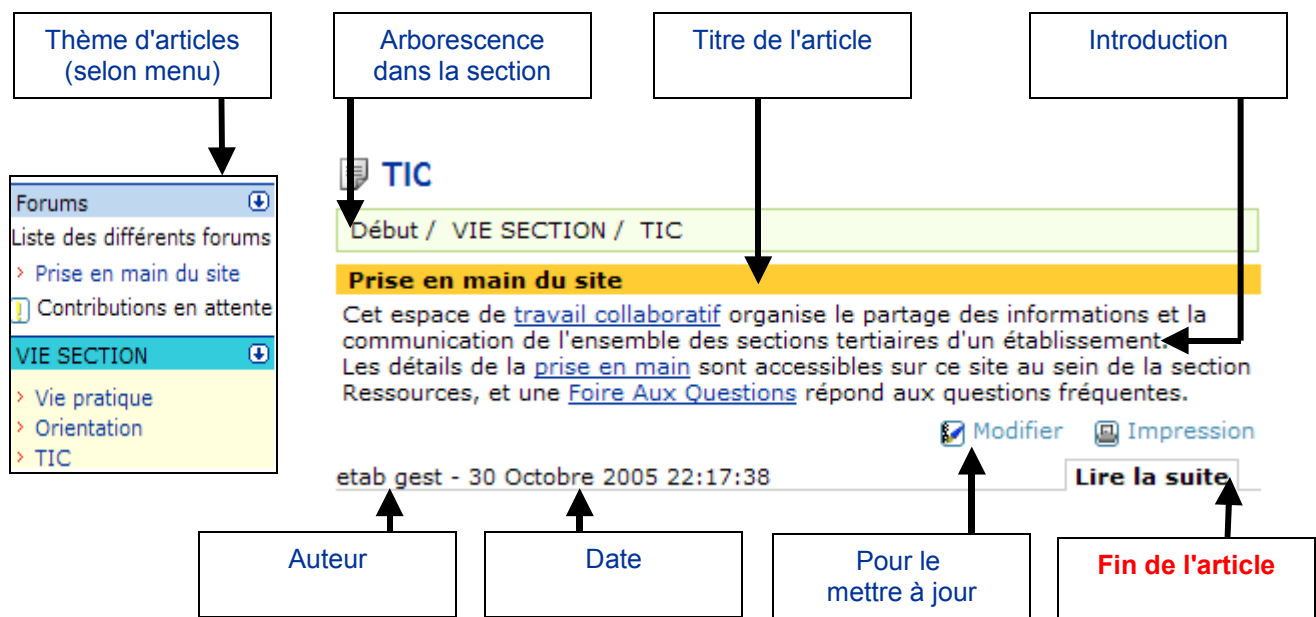 Thème d'articles
(selon menu)
Arborescence
dans la section
Titre de l'article
Introduction
Forums
Liste des différents forums
Prise en main du site
Contributions en attente
VIE SECTION
Vie pratique
Orientation
TIC
TIC
Début / VIE SECTION / TIC
Prise en main du site
Cet espace de travail collaboratif organise le partage des informations et la
communication de l'ensemble des sections tertiaires d'un établissement.
Les détails de la prise en main sont accessibles sur ce site au sein de la section
Ressources, et une Foire Aux Questions répond aux questions fréquentes.
Modifier Impression
etab gest - 30 Octobre 2005 22:17:38
Lire la suite
Auteur
Date
Pour le
mettre à jour
Fin de l'article